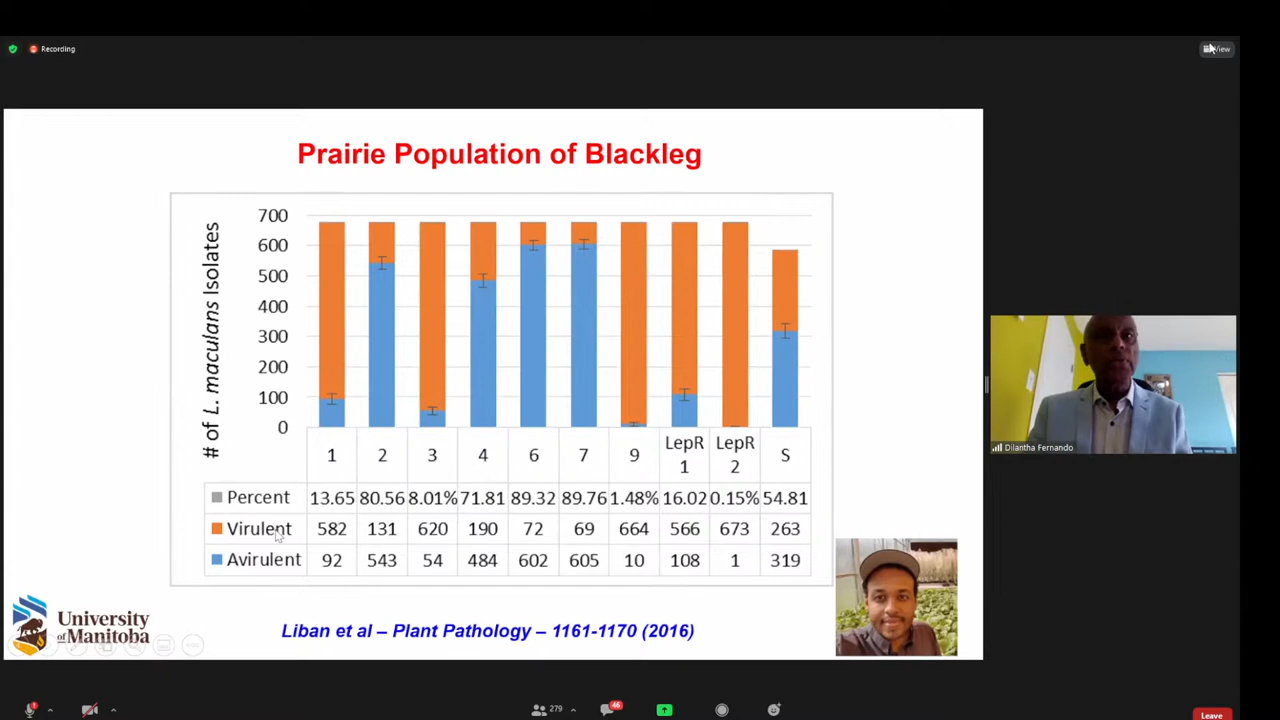 Recording
View
Prairie Population of Blackleg
# of L. maculans Isolates
700
600
500
400
300
200
100
0
1 2 3 4 6 7 9 LepR 1 LepR 2 S
Percent 13.65 80.56 8.01% 71.81 89.32 89.76 1.48% 16.02 0.15% 54.81
Virulent 582 131 620 190 72 69 664 566 673 263
Avirulent 92 543 54 484 602 605 10 108 1 319
University
of Manitoba
Liban et al – Plant Pathology – 1161-1170 (2016)
Dilantha Fernando
279
46
Leave